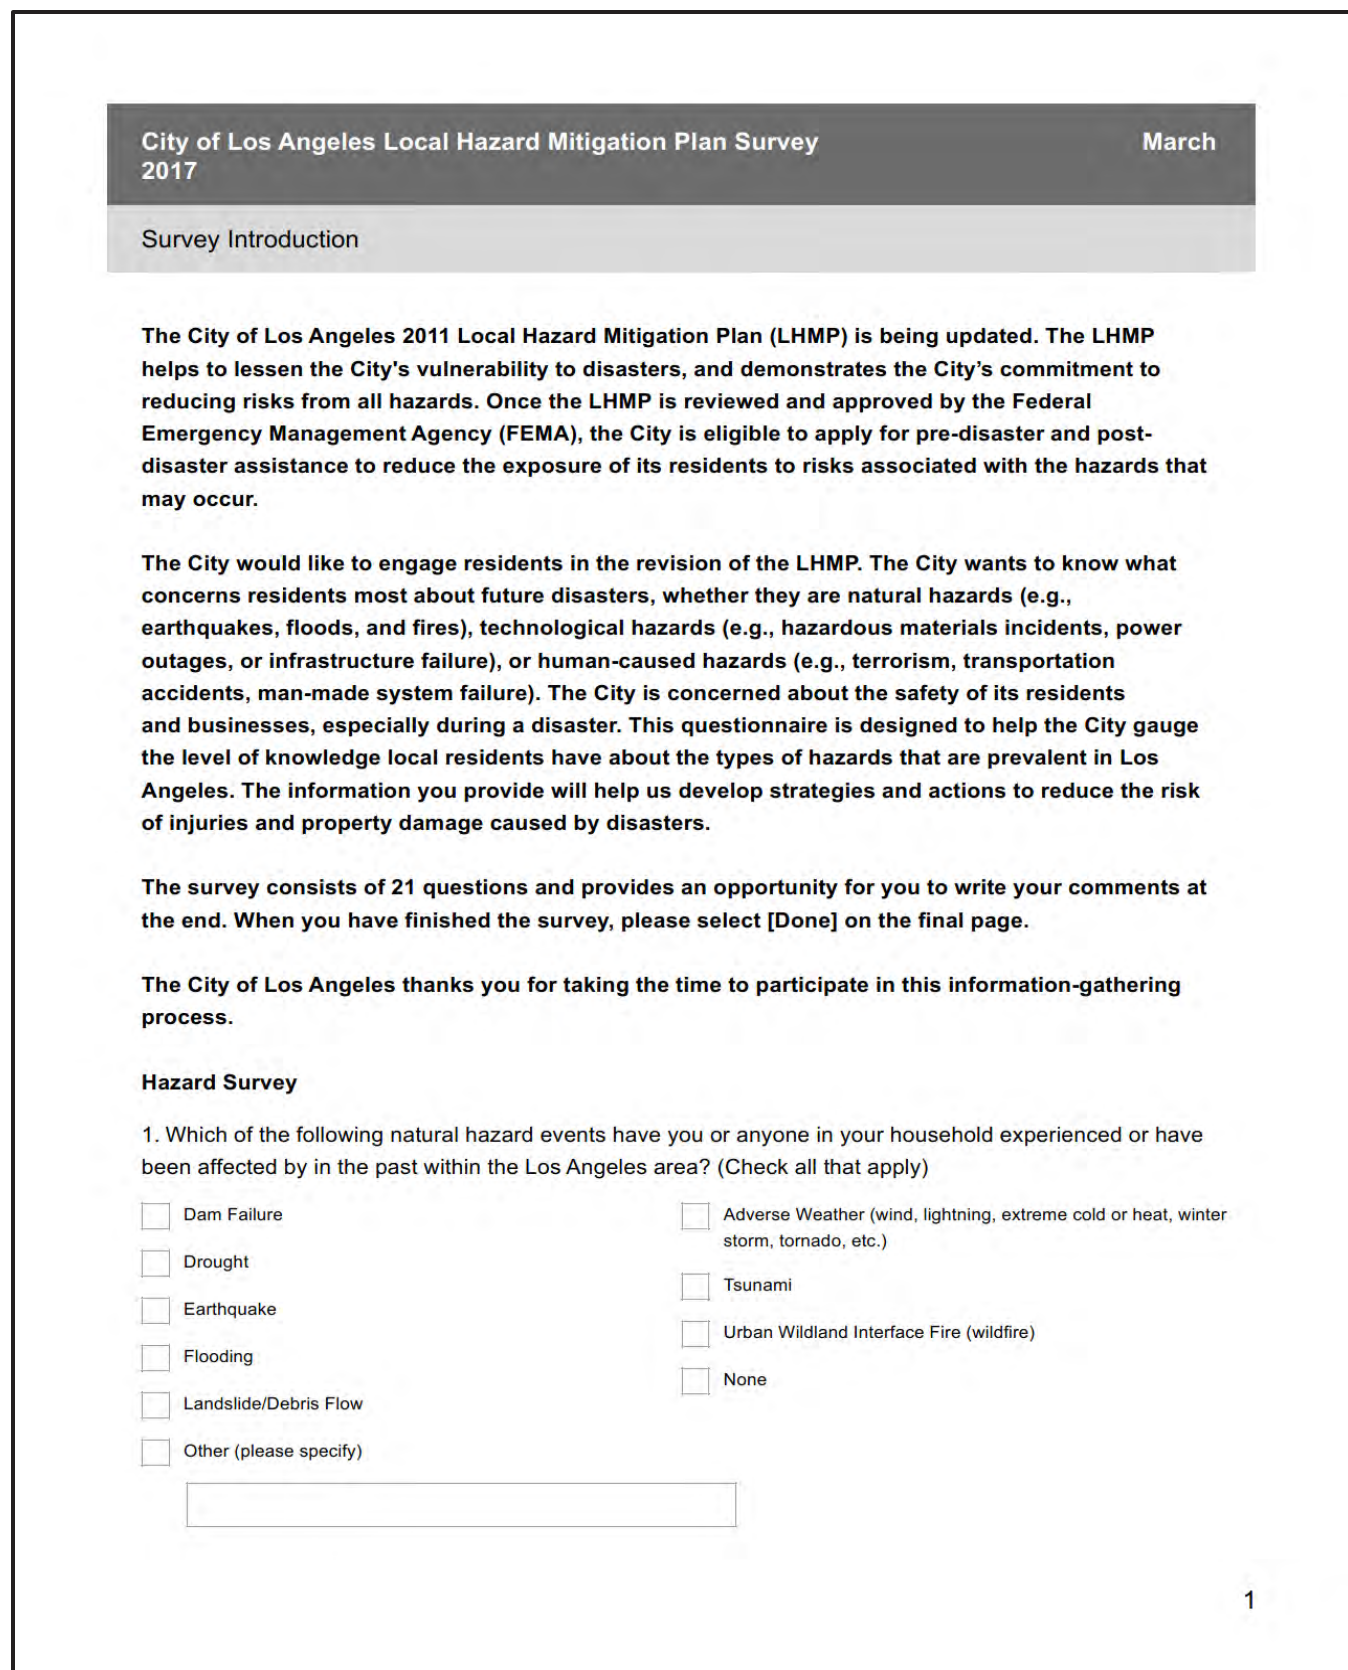 City of Los Angeles Local Hazard Mitigation Plan Survey March
2017
Survey Introduction
The City of Los Angeles 2011 Local Hazard Mitigation Plan (LHMP) is being updated. The LHMP
helps to lessen the City's vulnerability to disasters, and demonstrates the City’s commitment to
reducing risks from all hazards. Once the LHMP is reviewed and approved by the Federal
Emergency Management Agency (FEMA), the City is eligible to apply for pre-disaster and post-
disaster assistance to reduce the exposure of its residents to risks associated with the hazards that
may occur.
The City would like to engage residents in the revision of the LHMP. The City wants to know what
concerns residents most about future disasters, whether they are natural hazards (e.g.,
earthquakes, floods, and fires), technological hazards (e.g., hazardous materials incidents, power
outages, or infrastructure failure), or human-caused hazards (e.g., terrorism, transportation
accidents, man-made system failure). The City is concerned about the safety of its residents
and businesses, especially during a disaster. This questionnaire is designed to help the City gauge
the level of knowledge local residents have about the types of hazards that are prevalent in Los
Angeles. The information you provide will help us develop strategies and actions to reduce the risk
of injuries and property damage caused by disasters.
The survey consists of 21 questions and provides an opportunity for you to write your comments at
the end. When you have finished the survey, please select [Done] on the final page.
The City of Los Angeles thanks you for taking the time to participate in this information-gathering
process.
Hazard Survey
1. Which of the following natural hazard events have you or anyone in your household experienced or have
been affected by in the past within the Los Angeles area? (Check all that apply)
Dam Failure
Drought
Earthquake
Flooding
Landslide/Debris Flow
Other (please specify)
Adverse Weather (wind, lightning, extreme cold or heat, winter
storm, tornado, etc.)
Tsunami
Urban Wildland Interface Fire (wildfire)
None
1